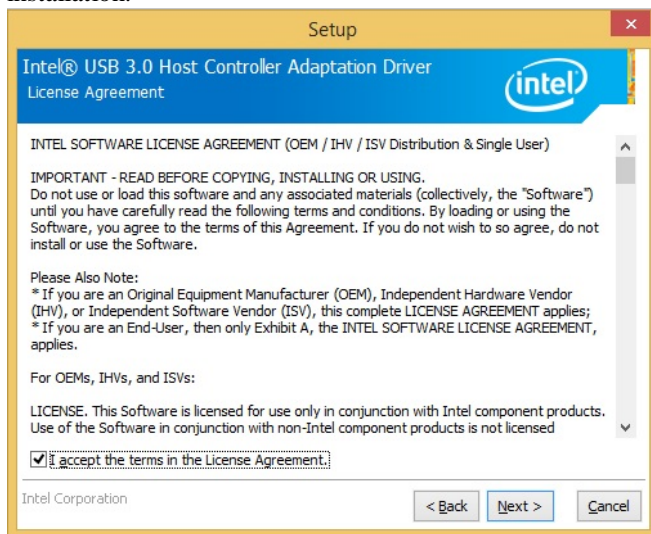 Setup
Intel® USB 3.0 Host Controller Adaptation Driver
License Agreement
intel
INTEL SOFTWARE LICENSE AGREEMENT (OEM / IHV / ISV Distribution & Single User)
IMPORTANT - READ BEFORE COPYING, INSTALLING OR USING.
Do not use or load this software and any associated materials (collectively, the "Software")
until you have carefully read the following terms and conditions. By loading or using the
Software, you agree to the terms of this Agreement. If you do not wish to so agree, do not
install or use the Software.
Please Also Note:
* If you are an Original Equipment Manufacturer (OEM), Independent Hardware Vendor
(IHV), or Independent Software Vendor (ISV), this complete LICENSE AGREEMENT applies;
* If you are an End-User, then only Exhibit A, the INTEL SOFTWARE LICENSE AGREEMENT,
applies.
For OEMs, IHVs, and ISVs:
LICENSE. This Software is licensed for use only in conjunction with Intel component products.
Use of the Software in conjunction with non-Intel component products is not licensed
I accept the terms in the License Agreement.
Intel Corporation
< Back Next > Cancel